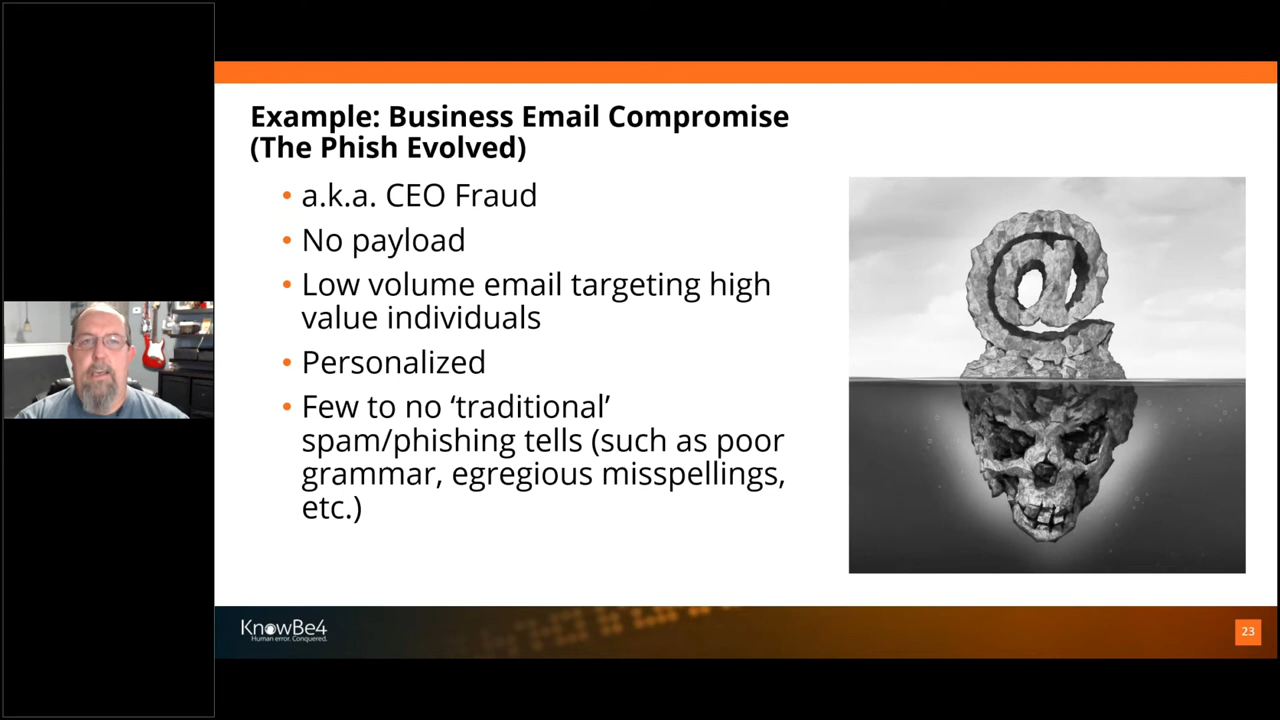 Example: Business Email Compromise
(The Phish Evolved)
• a.k.a. CEO Fraud
• No payload
• Low volume email targeting high
value individuals
• Personalized
• Few to no ‘traditional’
spam/phishing tells (such as poor
grammar, egregious misspellings,
etc.)
@
KnowBe4
Human error. Conquered.
23